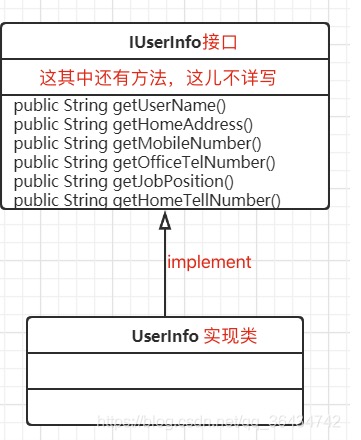 IUserInfo接口
这其中还有方法，这儿不详写
public String getUserName()
public String getHomeAddress()
public String getMobileNumber()
public String getOfficeTelNumber()
public String getJobPosition()
public String getHomeTellNumber()
implement
UserInfo 实现类
https://blog.csdn.net/qq_36434742